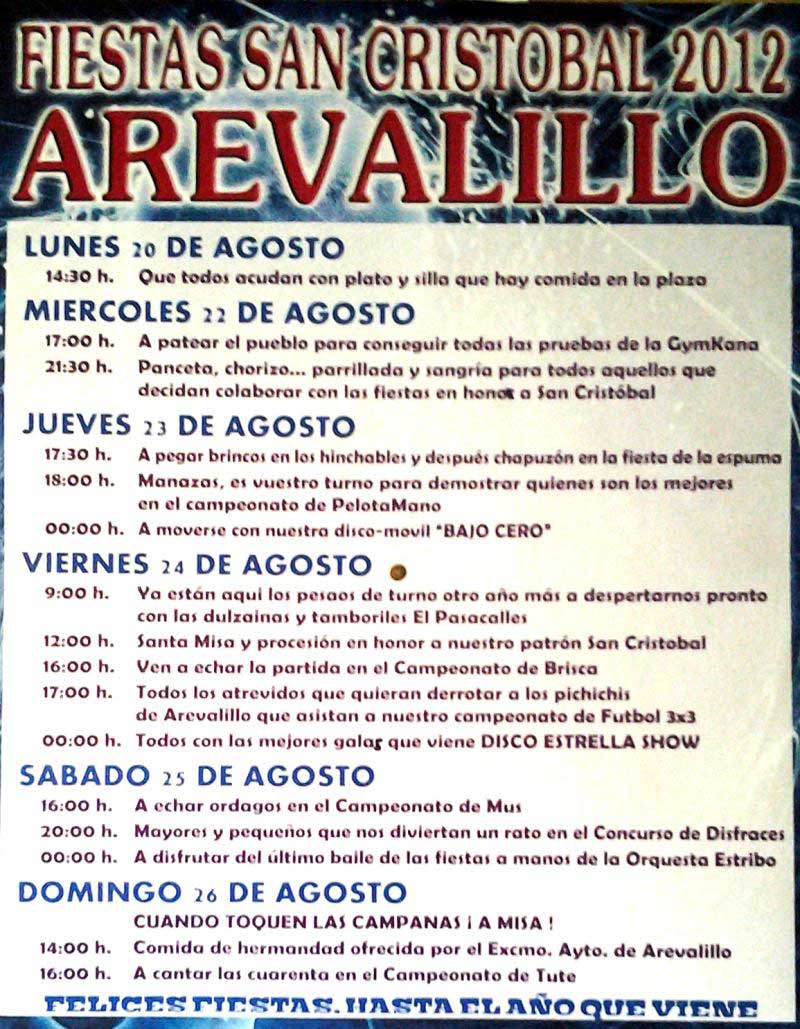 FIESTAS SAN CRISTOBAL 2012
AREVALILLO
LUNES 20 DE AGOSTO
14:30 h. Que todos acudan con plato y silla que hay comida en la plaza
MIERCOLES 22 DE AGOSTO
17:00 h. A patear el pueblo para conseguir todas las pruebas de la GymKana
21:30 h. Panceta, chorizo... parrillada y sangría para todos aquellos que
decidan colaborar con las fiestas en honor a San Cristóbal
JUEVES 23 DE AGOSTO
17:30 h. A pegar brincos en los hinchables y después chapuzón en la fiesta de la espuma
18:00 h. Manazas, es vuestro turno para demostrar quienes son los mejores
en el campeonato de PelotaMano
00:00 h. A moverse con nuestra disco-movil "BAJO CERO"
VIERNES 24 DE AGOSTO
9:00 h. Ya están aqui los pesaos de turno otro año más a despertarnos pronto
con las dulzainas y tamboriles El Pasacalles
12:00 h. Santa Misa y procesión en honor a nuestro patrón San Cristobal
16:00 h. Ven a echar la partida en el Campeonato de Brisca
17:00 h. Todos los atrevidos que quieran derrotar a los pichichis
de Arevalillo que asistan a nuestro campeonato de Futbol 3x3
00:00 h. Todos con las mejores galas que viene DISCO ESTRELLA SHOW
SABADO 25 DE AGOSTO
16:00 h. A echar ordagos en el Campeonato de Mus
20:00 h. Mayores y pequeños que nos diviertan un rato en el Concurso de Disfraces
00:00 h. A disfrutar del último baile de las fiestas a manos de la Orquesta Estribo
DOMINGO 26 DE AGOSTO
CUANDO TOQUEN LAS CAMPANAS ¡ A MISA !
14:00 h. Comida de hermandad ofrecida por el Excmo. Ayto. de Arevalillo
16:00 h. A cantar las cuarenta en el Campeonato de Tute
FELICES FIESTAS. HASTA EL AÑO QUE VIENE